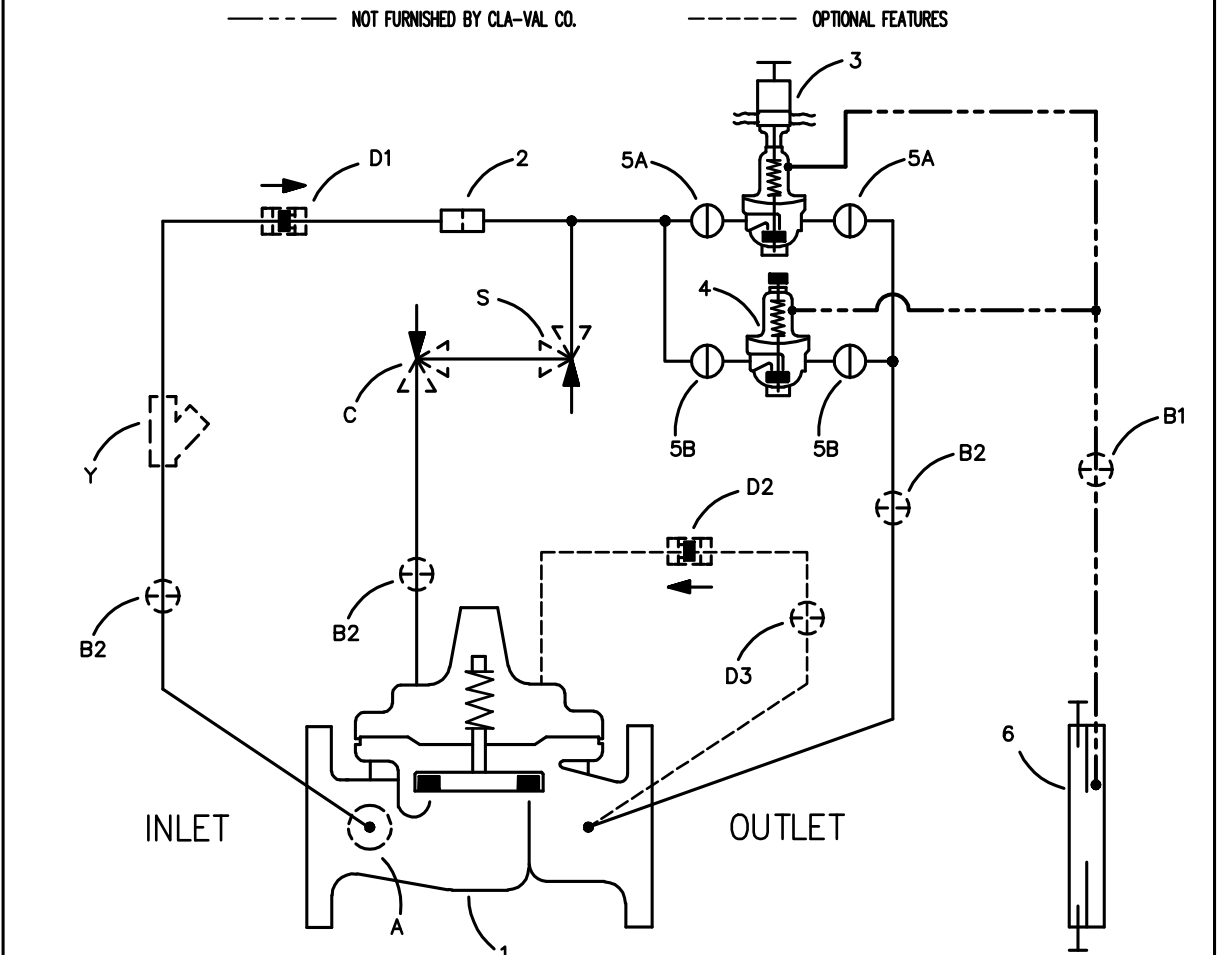 NOT FURNISHED BY CLA-VAL CO. OPTIONAL FEATURES
3
D1 2 5A 5A
S 4
C
B1
Y 5B 5B B2
D2
B2 B2
D3
6
INLET OUTLET
A
1